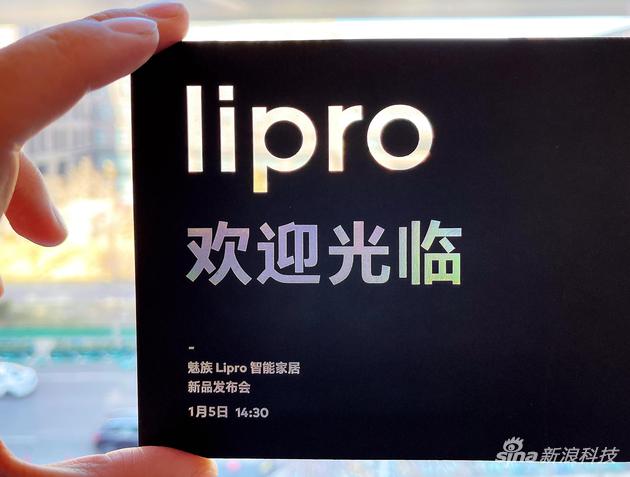 lipro
欢迎光临
-
魅族 Lipro 智能家居
新品发布会
1月5日 14:30
sina 新浪科技